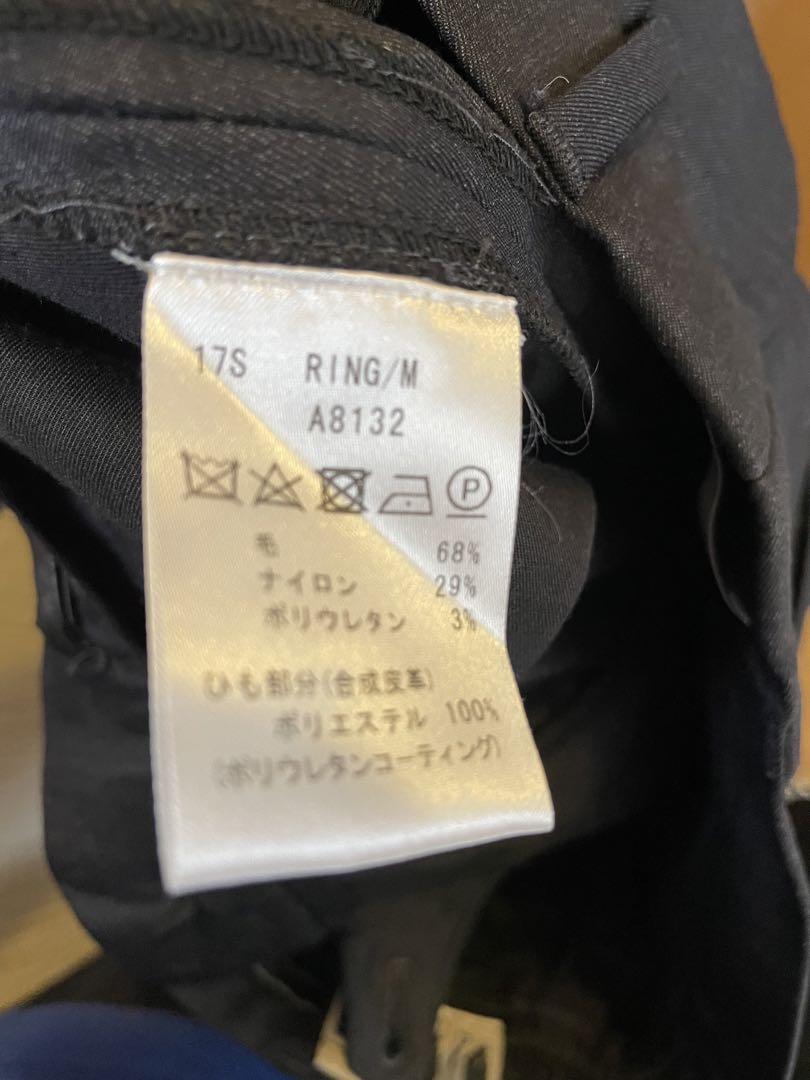 17S RING/M
A8132
P
毛 68%
ナイロン 29%
ポリウレタン 3%
ひも部分(合成皮革)
ポリエステル 100%
(ポリウレタンコーティング)